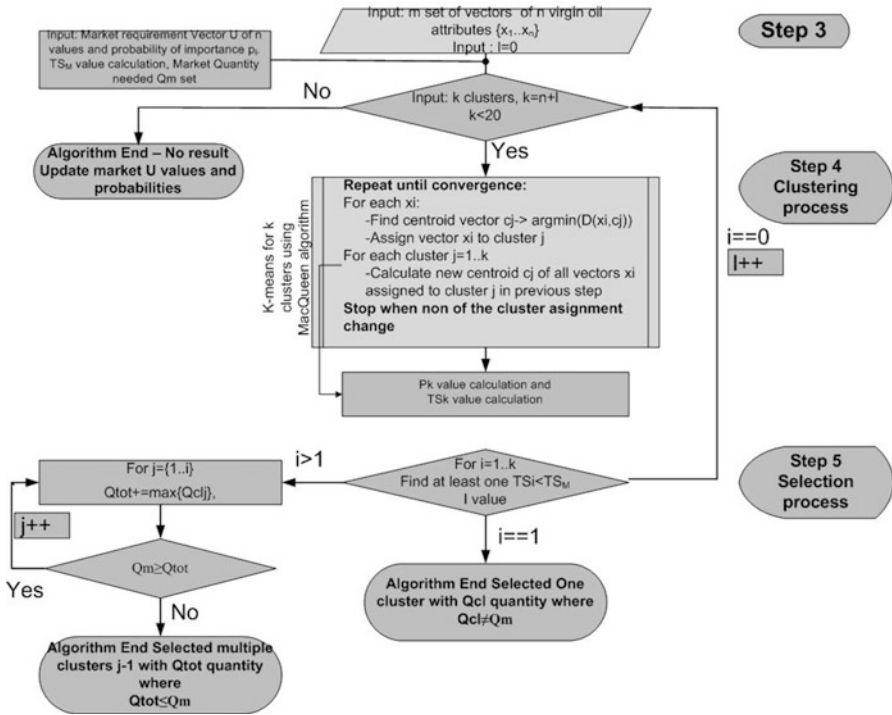 Input: Market requirement Vector U of n
values and probability of importance pᵢ.
TS_M value calculation, Market Quantity
needed Qm set
Input: m set of vectors of n virgin oil
attributes {x₁..xₙ}
Input : l=0
Step 3
No
Input: k clusters, k=n+l
k<20
Algorithm End – No result
Update market U values and
probabilities
Yes
Step 4
Clustering
process
K-means for k
clusters using
MacQueen algorithm
Repeat until convergence:
For each xi:
-Find centroid vector cj-> argmin(D(xi,cj))
-Assign vector xi to cluster j
For each cluster j=1..k
-Calculate new centroid cj of all vectors xi
assigned to cluster j in previous step
Stop when non of the cluster asignment
change
i==0
l++
Pk value calculation and
TSk value calculation
i>1
For i=1..k
Find at least one TSi<TS_M
I value
Step 5
Selection
process
For j={1..i}
Qtot+=max{Qclj},
j++
i==1
Qm≥Qtot
Yes
No
Algorithm End Selected One
cluster with Qcl quantity where
Qcl≠Qm
Algorithm End Selected multiple
clusters j-1 with Qtot quantity
where
Qtot≤Qm